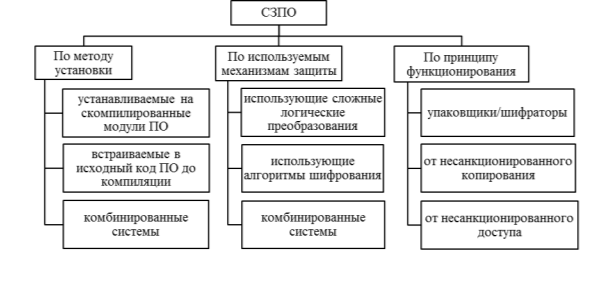 СЗПО
По методу
установки
устанавливаемые на
скомпилированные
модули ПО
встраиваемые в
исходный код ПО до
компиляции
комбинированные
системы
По используемым
механизмам защиты
использующие сложные
логические
преобразования
использующие
алгоритмы шифрования
комбинированные
системы
По принципу
функционирования
упаковщики/шифраторы
от несанкционированного
копирования
от несанкционированного
доступа